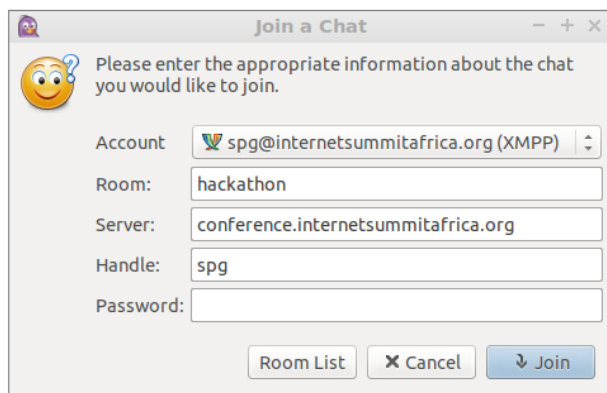 Join a Chat
Please enter the appropriate information about the chat
you would like to join.
Account spg@internetsummitafrica.org (XMPP)
Room: hackathon
Server: conference.internetsummitafrica.org
Handle: spg
Password:
Room List Cancel Join